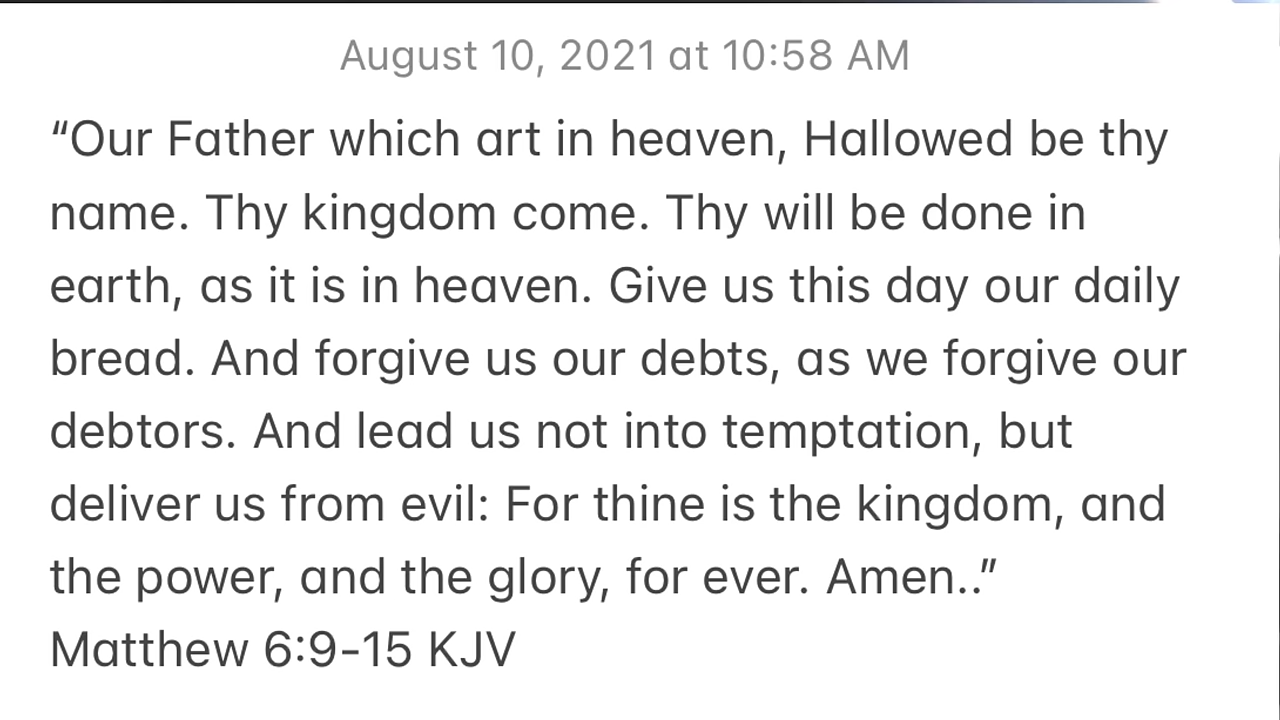 August 10, 2021 at 10:58 AM
“Our Father which art in heaven, Hallowed be thy
name. Thy kingdom come. Thy will be done in
earth, as it is in heaven. Give us this day our daily
bread. And forgive us our debts, as we forgive our
debtors. And lead us not into temptation, but
deliver us from evil: For thine is the kingdom, and
the power, and the glory, for ever. Amen..”
Matthew 6:9-15 KJV